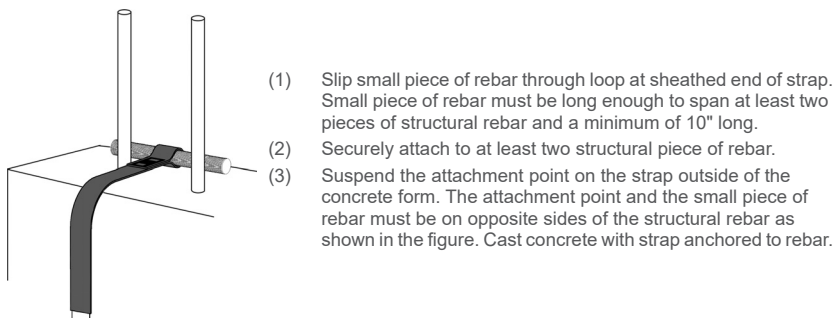 (1) Slip small piece of rebar through loop at sheathed end of strap.
Small piece of rebar must be long enough to span at least two
pieces of structural rebar and a minimum of 10" long.
(2) Securely attach to at least two structural piece of rebar.
(3) Suspend the attachment point on the strap outside of the
concrete form. The attachment point and the small piece of
rebar must be on opposite sides of the structural rebar as
shown in the figure. Cast concrete with strap anchored to rebar.